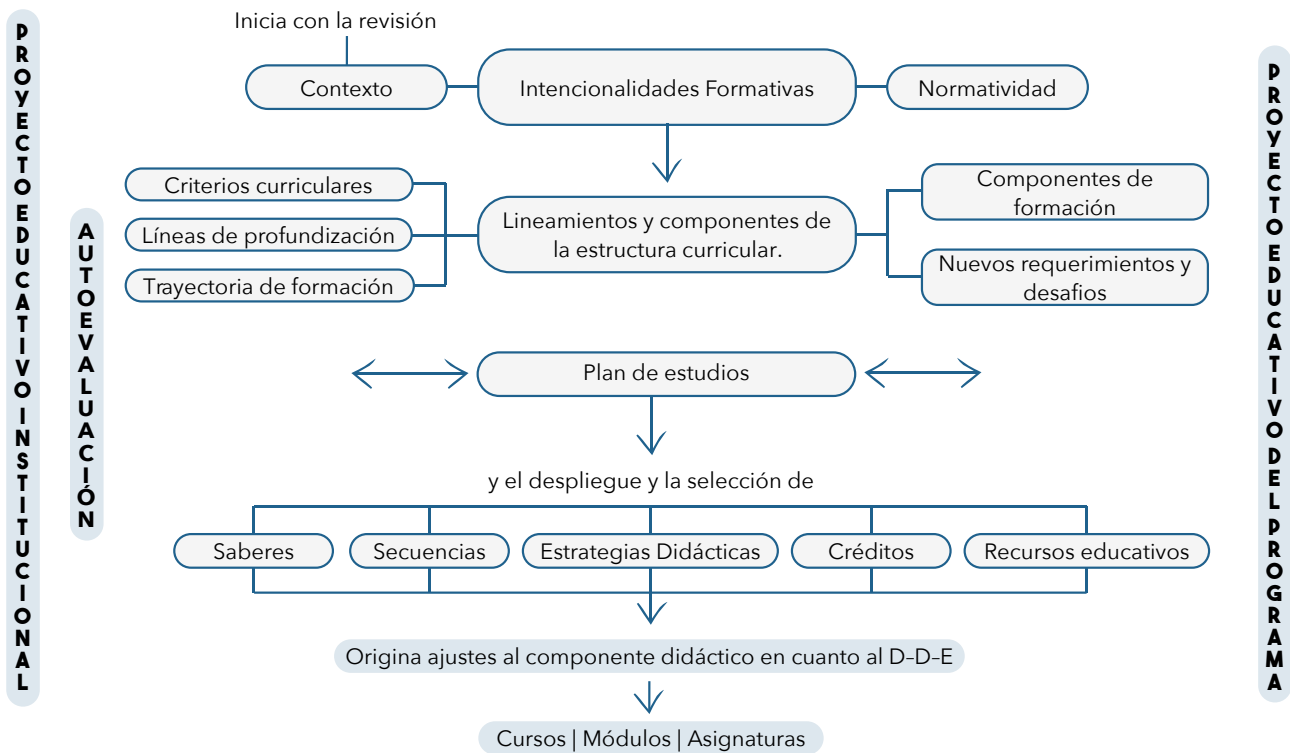 PROYECTO EDUCATIVO INSTITUCIONAL
AUTOEVALUACIÓN
Inicia con la revisión
Contexto
Intencionalidades Formativas
Normatividad
Criterios curriculares
Líneas de profundización
Trayectoria de formación
Lineamientos y componentes de
la estructura curricular.
Componentes de
formación
Nuevos requerimientos y
desafios
Plan de estudios
y el despliegue y la selección de
Saberes
Secuencias
Estrategias Didácticas
Créditos
Recursos educativos
Origina ajustes al componente didáctico en cuanto al D-D-E
Cursos | Módulos | Asignaturas
PROYECTO EDUCATIVO DEL PROGRAMA